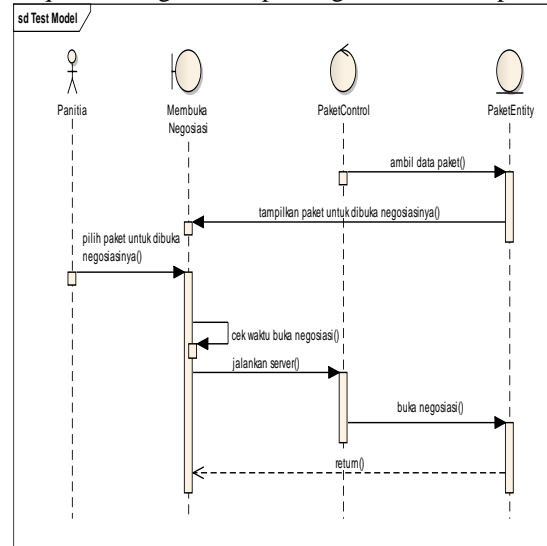 sd Test Model
Panitia
Membuka
Negosiasi
PaketControl
PaketEntity
ambil data paket()
tampilkan paket untuk dibuka negosiasinya()
pilih paket untuk dibuka
negosiasinya()
cek waktu buka negosiasi()
jalankan server()
buka negosiasi()
return()